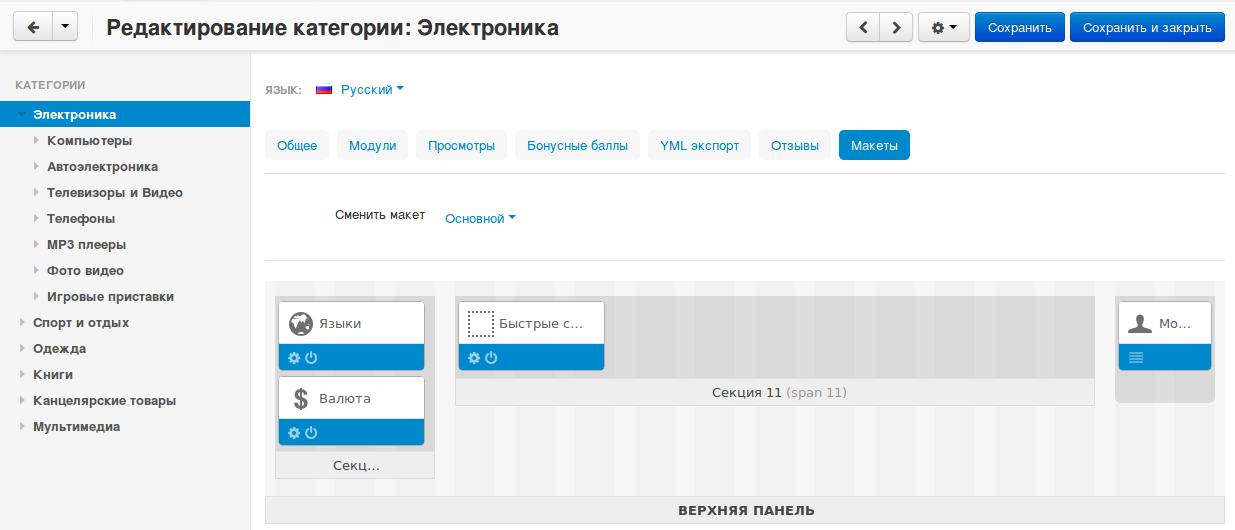 Редактирование категории: Электроника
Сохранить
Сохранить и закрыть
КАТЕГОРИИ
Электроника
Компьютеры
Автоэлектроника
Телевизоры и Видео
Телефоны
MP3 плееры
Фото видео
Игровые приставки
Спорт и отдых
Одежда
Книги
Канцелярские товары
Мультимедиа
ЯЗЫК: Русский
Общее Модули Просмотры Бонусные баллы YML экспорт Отзывы Макеты
Сменить макет Основной
Языки
Валюта
Секц...
Быстрые с...
Секция 11 (span 11)
Мо...
ВЕРХНЯЯ ПАНЕЛЬ